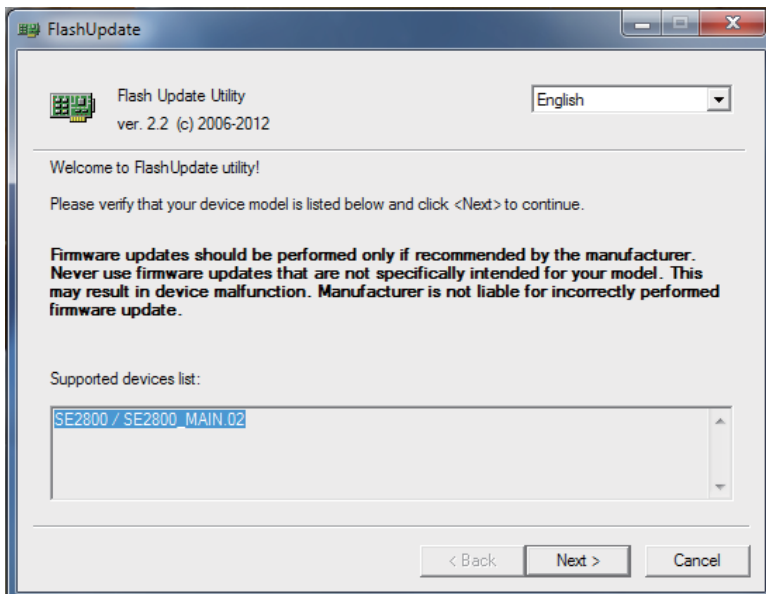 FlashUpdate
Flash Update Utility
English
ver. 2.2 (c) 2006-2012
Welcome to FlashUpdate utility!
Please verify that your device model is listed below and click <Next> to continue.
Firmware updates should be performed only if recommended by the manufacturer.
Never use firmware updates that are not specifically intended for your model. This
may result in device malfunction. Manufacturer is not liable for incorrectly performed
firmware update.
Supported devices list:
SE2800 / SE2800_MAIN.02
< Back
Next >
Cancel